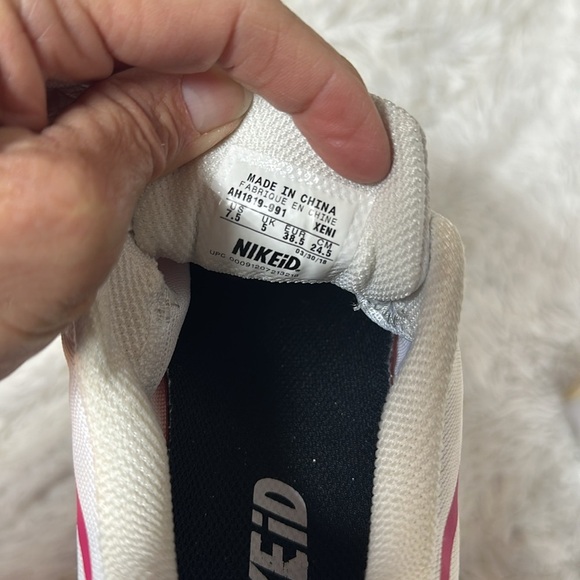 MADE IN CHINA
FABRIQUE EN CHINE
AH1819-991 XENI
US UK EUR CM
7.5 5 38.5 24.5
NIKEiD. 03/30/18
KEiD